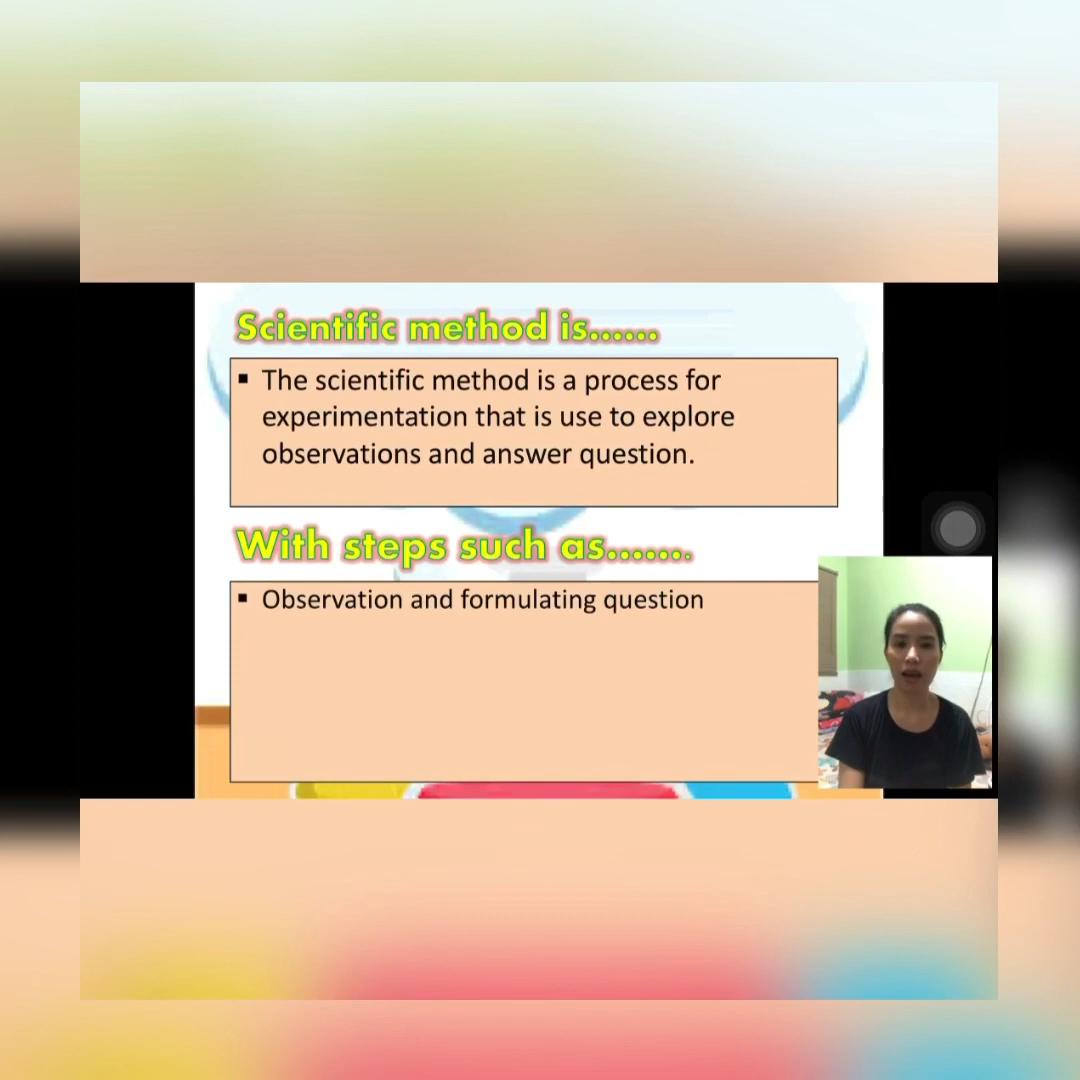 Scientific method is......
▪ The scientific method is a process for
experimentation that is use to explore
observations and answer question.
With steps such as.......
▪ Observation and formulating question